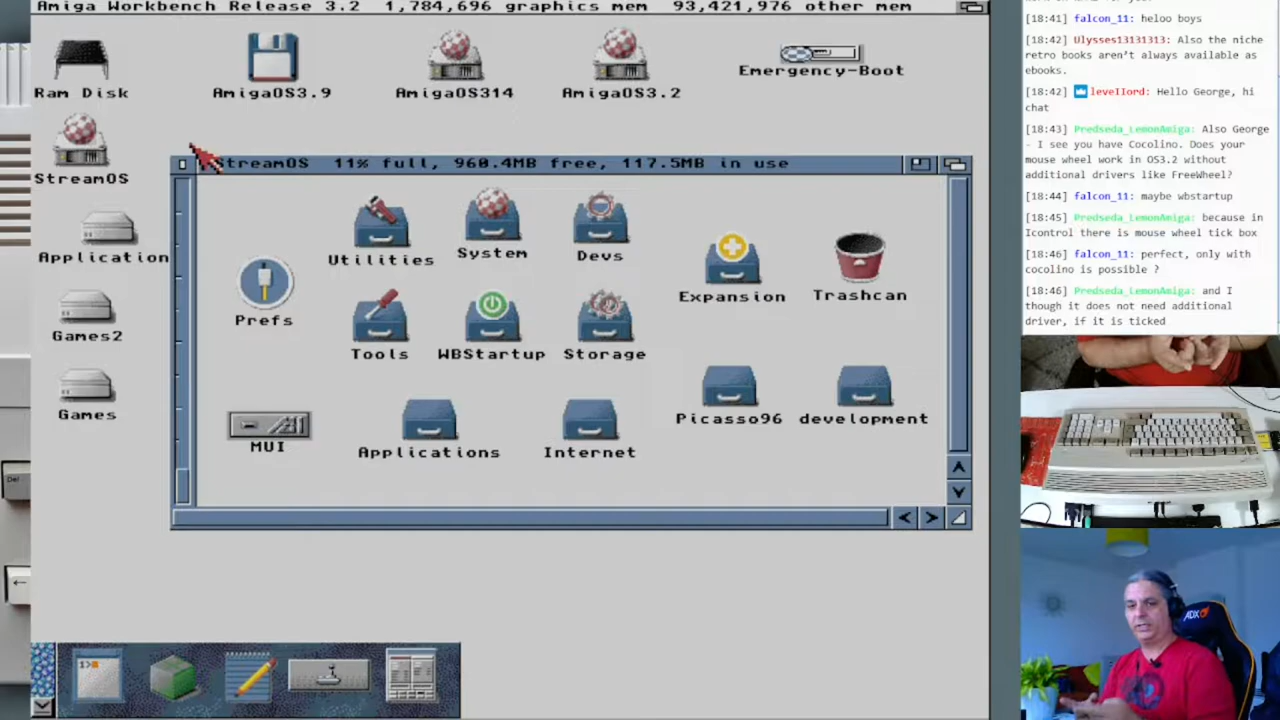 Amiga Workbench Release 3.2   1,784,696 graphics mem   93,421,976 other mem
Ram Disk
AmigaOS3.9
AmigaOS314
AmigaOS3.2
Emergency-Boot
StreamOS
StreamOS   11% full, 960.4MB free, 117.5MB in use
Application
Games2
Games
Utilities
System
Devs
Expansion
Trashcan
Prefs
Tools
WBStartup
Storage
Picasso96
development
MUI
Applications
Internet
1>
[18:41] falcon_11: heloo boys
[18:42] Ulysses13131313: Also the niche
retro books aren't always available as
ebooks.
[18:42] leveIIord: Hello George, hi
chat
[18:43] Predseda_LemonAmiga: Also George
- I see you have Cocolino. Does your
mouse wheel work in OS3.2 without
additional drivers like FreeWheel?
[18:44] falcon_11: maybe wbstartup
[18:45] Predseda_LemonAmiga: because in
Icontrol there is mouse wheel tick box
[18:46] falcon_11: perfect, only with
cocolino is possible ?
[18:46] Predseda_LemonAmiga: and I
though it does not need additional
driver, if it is ticked
Del
ADX